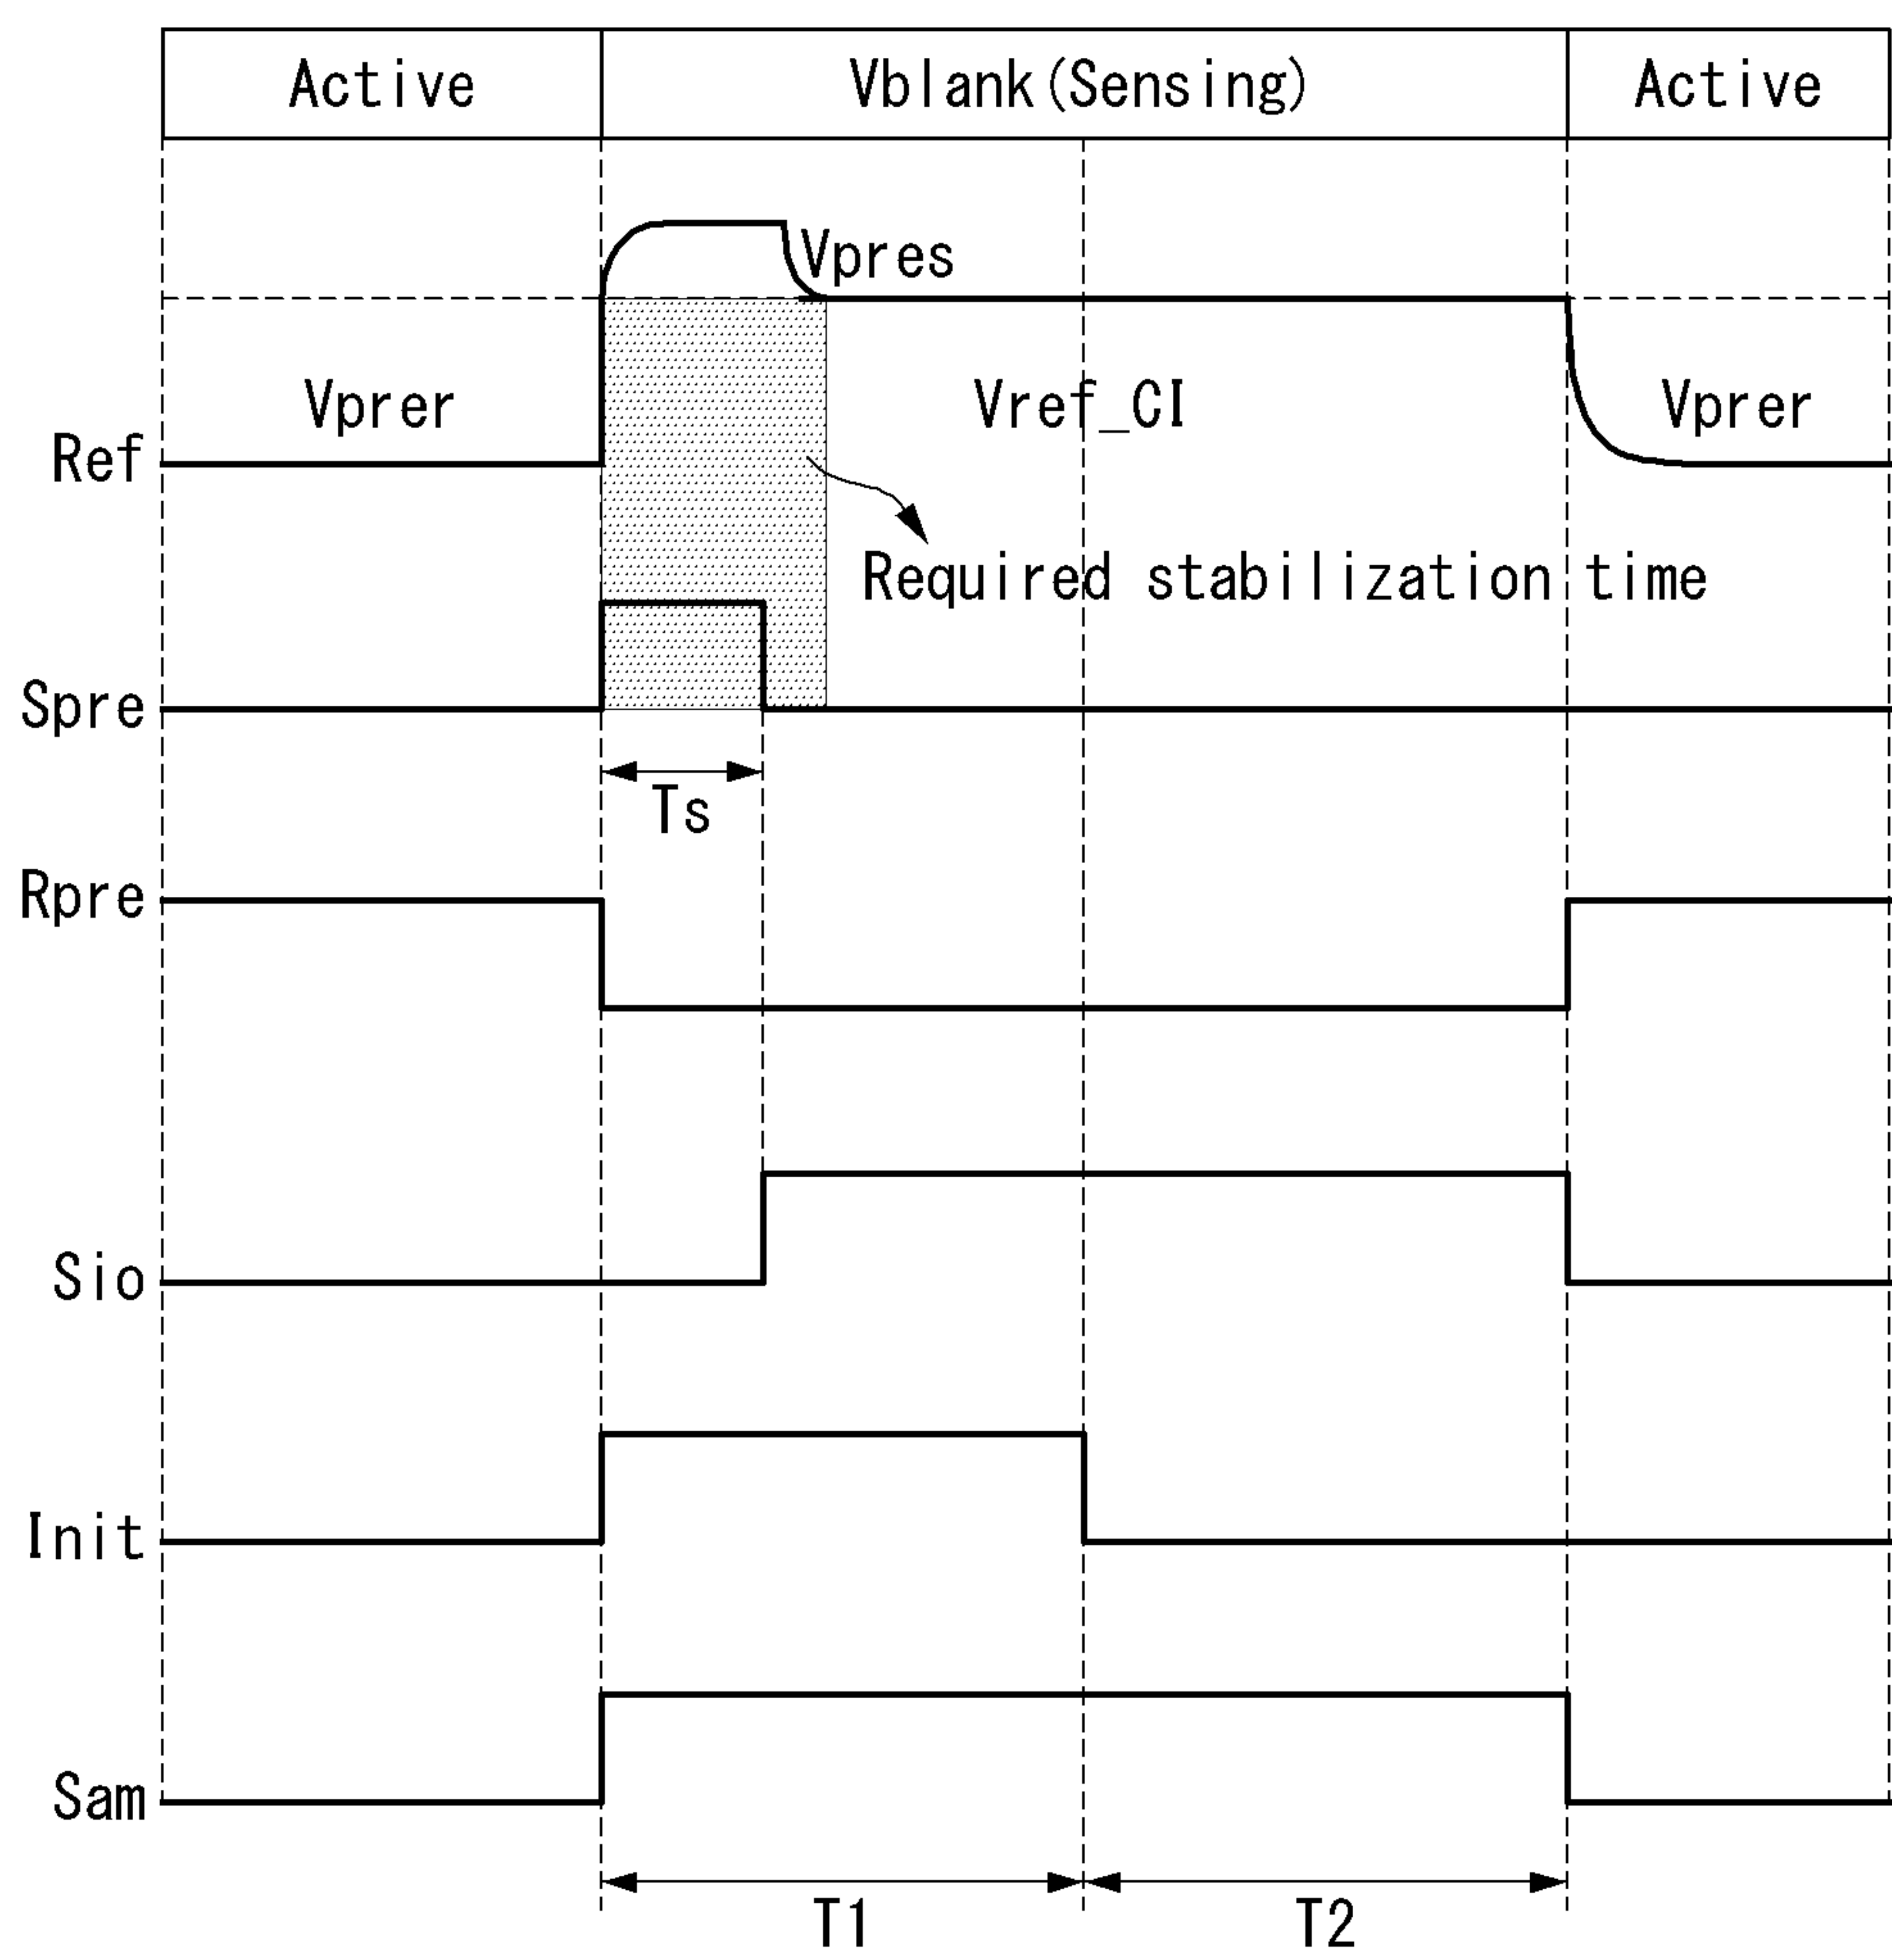 Active Vblank(Sensing) Active
Vpres
Vprer Vref_CI Vprer
Ref
Required stabilization time
Spre
Ts
Rpre
Sio
Init
Sam
T1 T2